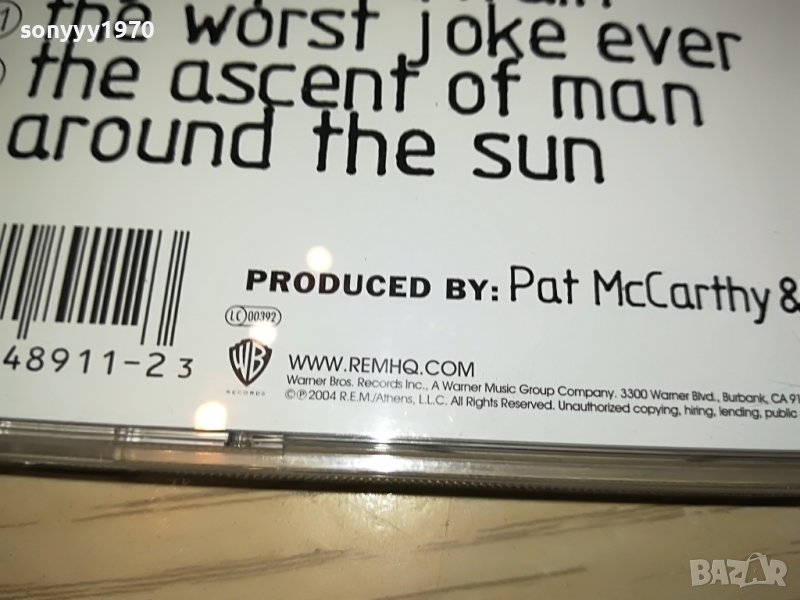 sonyyy1970
the worst joke ever
the ascent of man
around the sun
PRODUCED BY: Pat McCarthy &
LC 00392
48911-23
WB
RECORDS
WWW.REMHQ.COM
Warner Bros. Records Inc., A Warner Music Group Company. 3300 Warner Blvd., Burbank, CA 91
©℗2004 R.E.M./Athens, L.L.C. All Rights Reserved. Unauthorized copying, hiring, lending, public
BAZAR